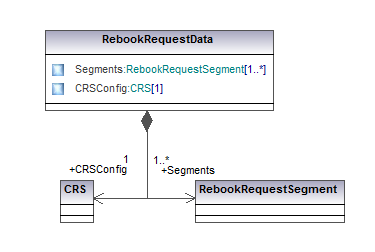 RebookRequestData
Segments:RebookRequestSegment[1..*]
CRSConfig:CRS[1]
1 1..*
+CRSConfig +Segments
CRS RebookRequestSegment